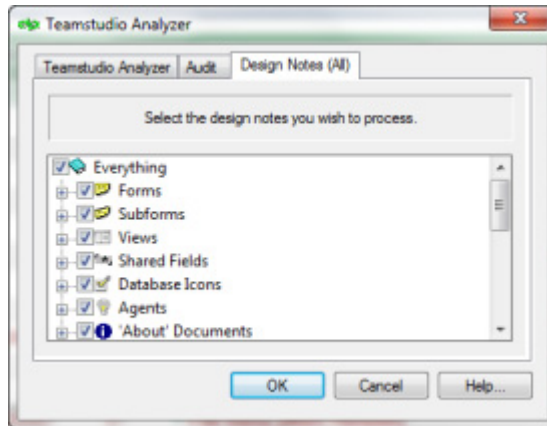 Teamstudio Analyzer
Teamstudio Analyzer Audit Design Notes (All)
Select the design notes you wish to process.
Everything
Forms
Subforms
Views
Shared Fields
Database Icons
Agents
'About' Documents
OK Cancel Help...